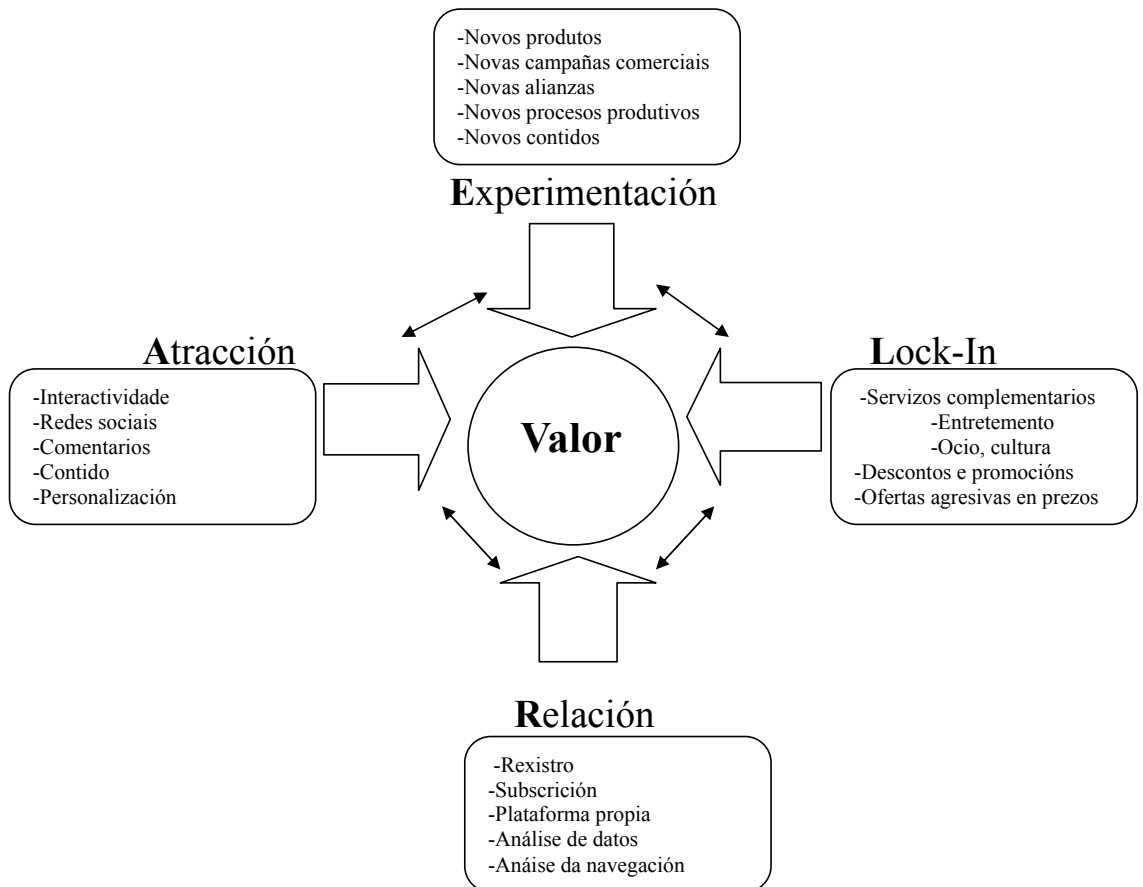 -Novos produtos
-Novas campañas comerciais
-Novas alianzas
-Novos procesos produtivos
-Novos contidos
Experimentación
Atracción
-Interactividade
-Redes sociais
-Comentarios
-Contido
-Personalización
Valor
Lock-In
-Servizos complementarios
-Entretemento
-Ocio, cultura
-Descontos e promocións
-Ofertas agresivas en prezos
Relación
-Rexistro
-Subscrición
-Plataforma propia
-Análise de datos
-Anáise da navegación